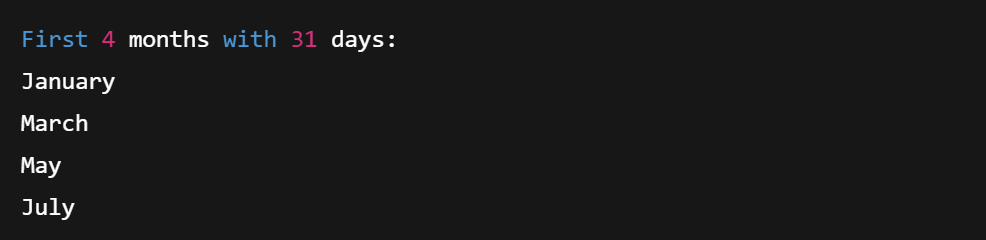 First 4 months with 31 days:
January
March
May
July